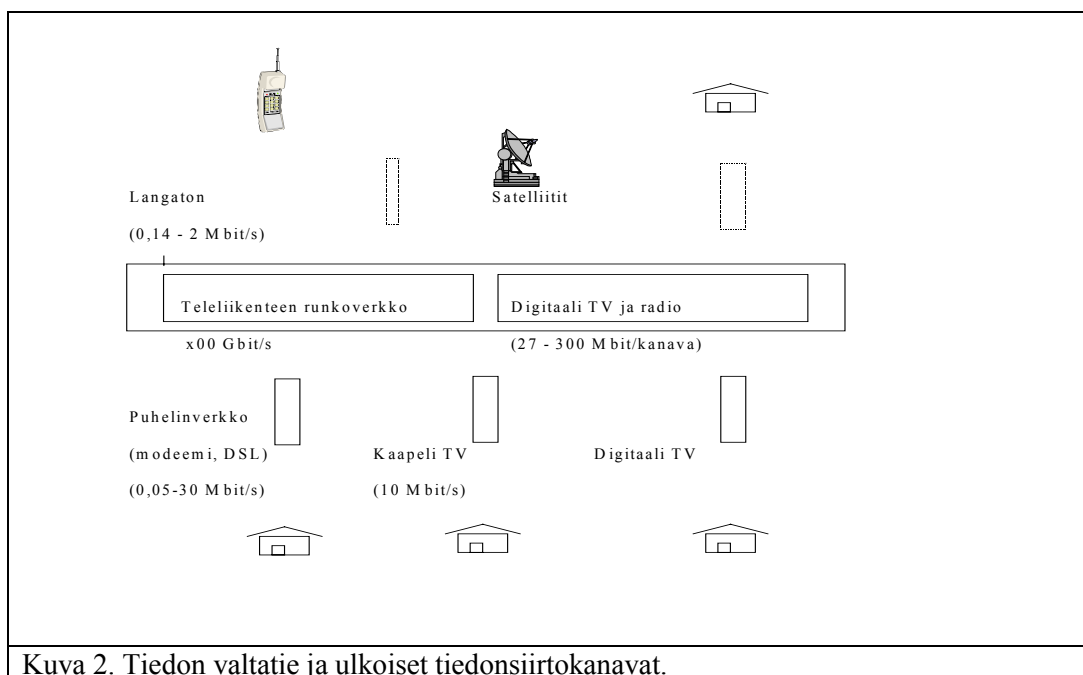 Langaton
Satelliitit
(0,14 - 2 Mbit/s)
Teleliikenteen runkoverkko
Digitaali TV ja radio
x00 Gbit/s
(27 - 300 Mbit/kanava)
Puhelinverkko
(modeemi, DSL)
Kaapeli TV
Digitaali TV
(0,05-30 Mbit/s)
(10 Mbit/s)
Kuva 2. Tiedon valtatie ja ulkoiset tiedonsiirtokanavat.